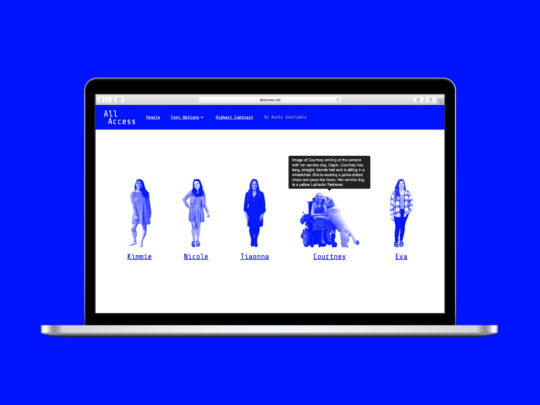 All
Access
People
Font Options
Highest Contrast
No Audio Available
Image of Courtney smiling at the camera
with her service dog, Cajun. Courtney has
long, straight, blonde hair and is sitting in a
wheelchair. She is wearing a polka-dotted
dress and peep-toe heels. Her service dog
is a yellow Labrador Retriever.
Kimmie
Nicole
Tiaonna
Courtney
Eva